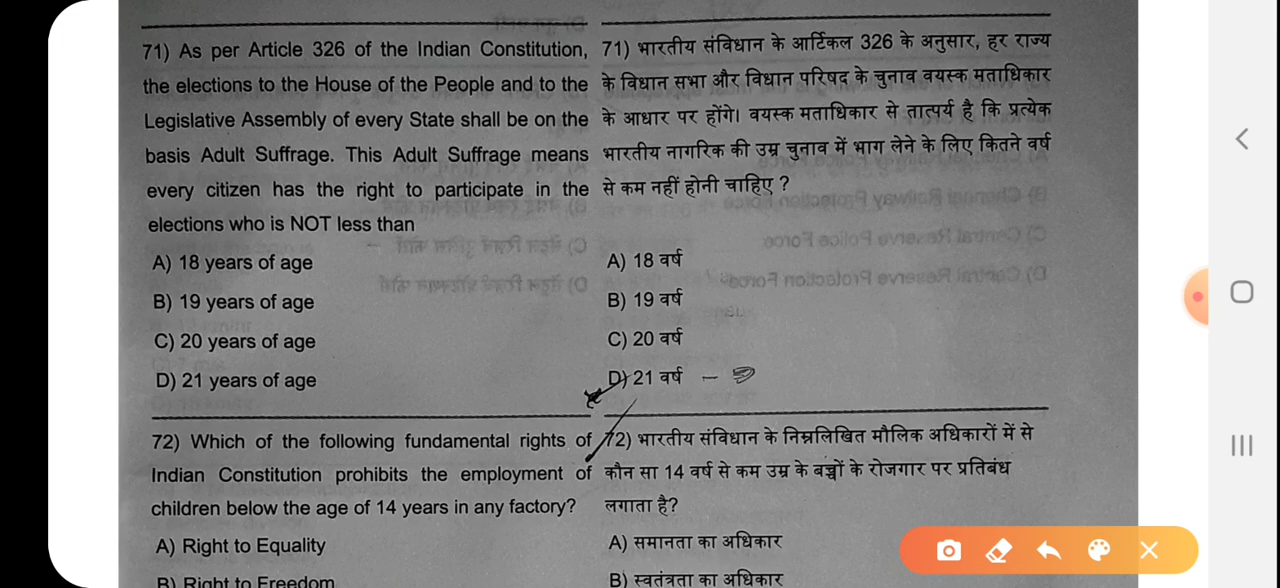 71) As per Article 326 of the Indian Constitution,
the elections to the House of the People and to the
Legislative Assembly of every State shall be on the
basis Adult Suffrage. This Adult Suffrage means
every citizen has the right to participate in the
elections who is NOT less than
A) 18 years of age
B) 19 years of age
C) 20 years of age
D) 21 years of age
71) भारतीय संविधान के आर्टिकल 326 के अनुसार, हर राज्य
के विधान सभा और विधान परिषद के चुनाव वयस्क मताधिकार
के आधार पर होंगे। वयस्क मताधिकार से तात्पर्य है कि प्रत्येक
भारतीय नागरिक की उम्र चुनाव में भाग लेने के लिए कितने वर्ष
से कम नहीं होनी चाहिए ?
A) 18 वर्ष
B) 19 वर्ष
C) 20 वर्ष
D) 21 वर्ष
72) Which of the following fundamental rights of
Indian Constitution prohibits the employment of
children below the age of 14 years in any factory?
A) Right to Equality
B) Right to Freedom
72) भारतीय संविधान के निम्नलिखित मौलिक अधिकारों में से
कौन सा 14 वर्ष से कम उम्र के बच्चों के रोजगार पर प्रतिबंध
लगाता है?
A) समानता का अधिकार
B) स्वतंत्रता का अधिकार